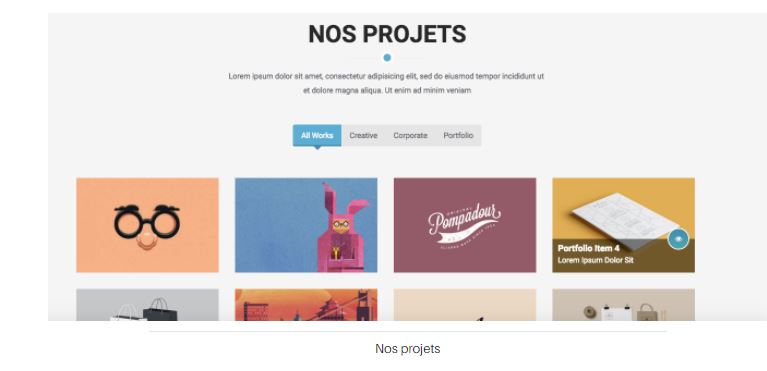 NOS PROJETS
Lorem ipsum dolor sit amet, consectetur adipisicing elit, sed do eiusmod tempor incididunt ut
et dolore magna aliqua. Ut enim ad minim veniam
All Works Creative Corporate Portfolio
ORIGINAL
Pompadour
Portfolio Item 4
Lorem Ipsum Dolor Sit
Nos projets